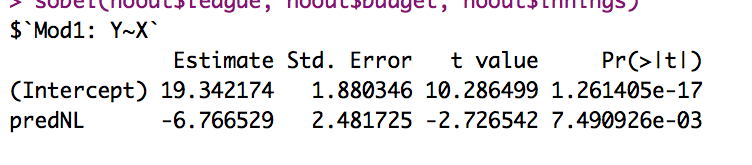 > sobel(noout$league, noout$budget, noout$innings)
$`Mod1: Y~X`
Estimate Std. Error t value Pr(>|t|)
(Intercept) 19.342174 1.880346 10.286499 1.261405e-17
predNL -6.766529 2.481725 -2.726542 7.490926e-03